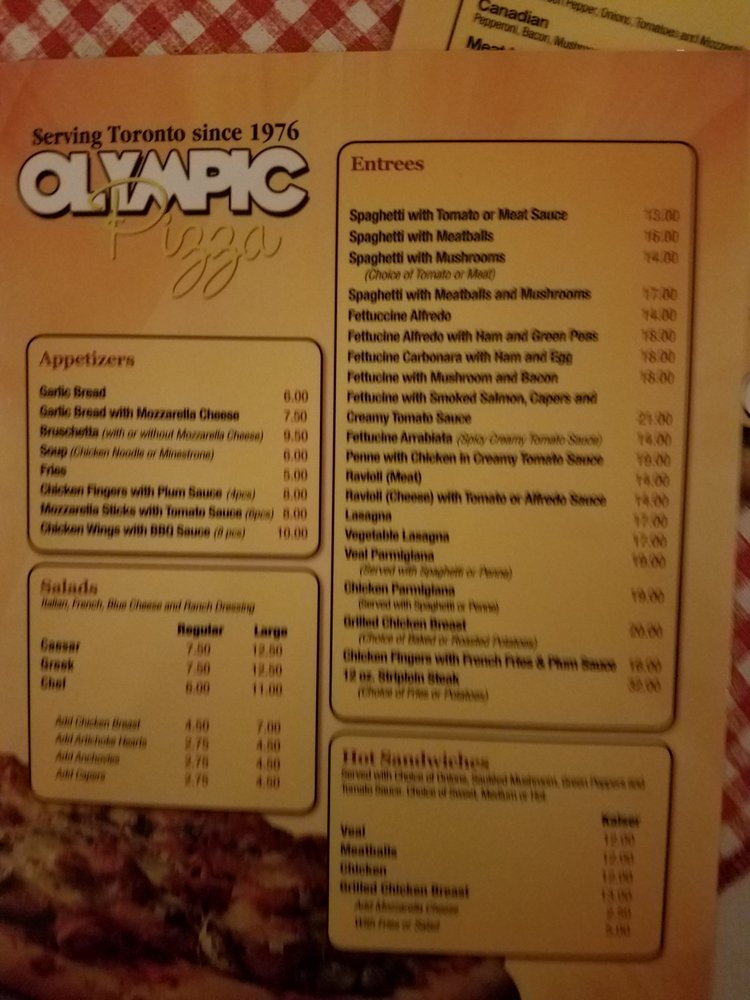 on Pepper, Onions, Tomatoes and Mozzarella
Canadian
Pepperoni, Bacon, Mushro
Meat
Serving Toronto since 1976
OLYMPIC
Pizza
Appetizers
Garlic Bread 6.00
Garlic Bread with Mozzarella Cheese 7.50
Bruschetta (with or without Mozzarella Cheese) 9.50
Soup (Chicken Noodle or Minestrone) 6.00
Fries 5.00
Chicken Fingers with Plum Sauce (4pcs) 8.00
Mozzarella Sticks with Tomato Sauce (6pcs) 8.00
Chicken Wings with BBQ Sauce (8 pcs) 10.00
Salads
Italian, French, Blue Cheese and Ranch Dressing
Regular Large
Caesar 7.50 12.50
Greek 7.50 12.50
Chef 6.00 11.00
Add Chicken Breast 4.50 7.00
Add Artichoke Hearts 2.75 4.50
Add Anchovies 2.75 4.50
Add Capers 2.75 4.50
Entrees
Spaghetti with Tomato or Meat Sauce 13.00
Spaghetti with Meatballs 16.00
Spaghetti with Mushrooms 14.00
(Choice of Tomato or Meat)
Spaghetti with Meatballs and Mushrooms 17.00
Fettuccine Alfredo 14.00
Fettucine Alfredo with Ham and Green Peas 18.00
Fettucine Carbonara with Ham and Egg 18.00
Fettucine with Mushroom and Bacon 18.00
Fettucine with Smoked Salmon, Capers and
Creamy Tomato Sauce 21.00
Fettucine Arrabiata (Spicy Creamy Tomato Sauce) 14.00
Penne with Chicken in Creamy Tomato Sauce
Ravioli (Meat) 14.00
Ravioli (Cheese) with Tomato or Alfredo Sauce 14.00
Lasagna 17.00
Vegetable Lasagna 17.00
Veal Parmigiana
(Served with Spaghetti or Penne)
Chicken Parmigiana 19.00
(Served with Spaghetti or Penne)
Grilled Chicken Breast 20.00
(Choice of Baked or Roasted Potatoes)
Chicken Fingers with French Fries & Plum Sauce
12 oz. Striploin Steak 32.00
(Choice of Fries or Potatoes)
Hot Sandwiches
Served with Choice of Onions, Sautéed Mushroom, Green Peppers and
Tomato Sauce. Choice of Sweet, Medium or Hot.
Kaiser
Veal 12.00
Meatballs 12.00
Chicken 12.00
Grilled Chicken Breast 13.00
Add Mozzarella Cheese
With Fries or Salad